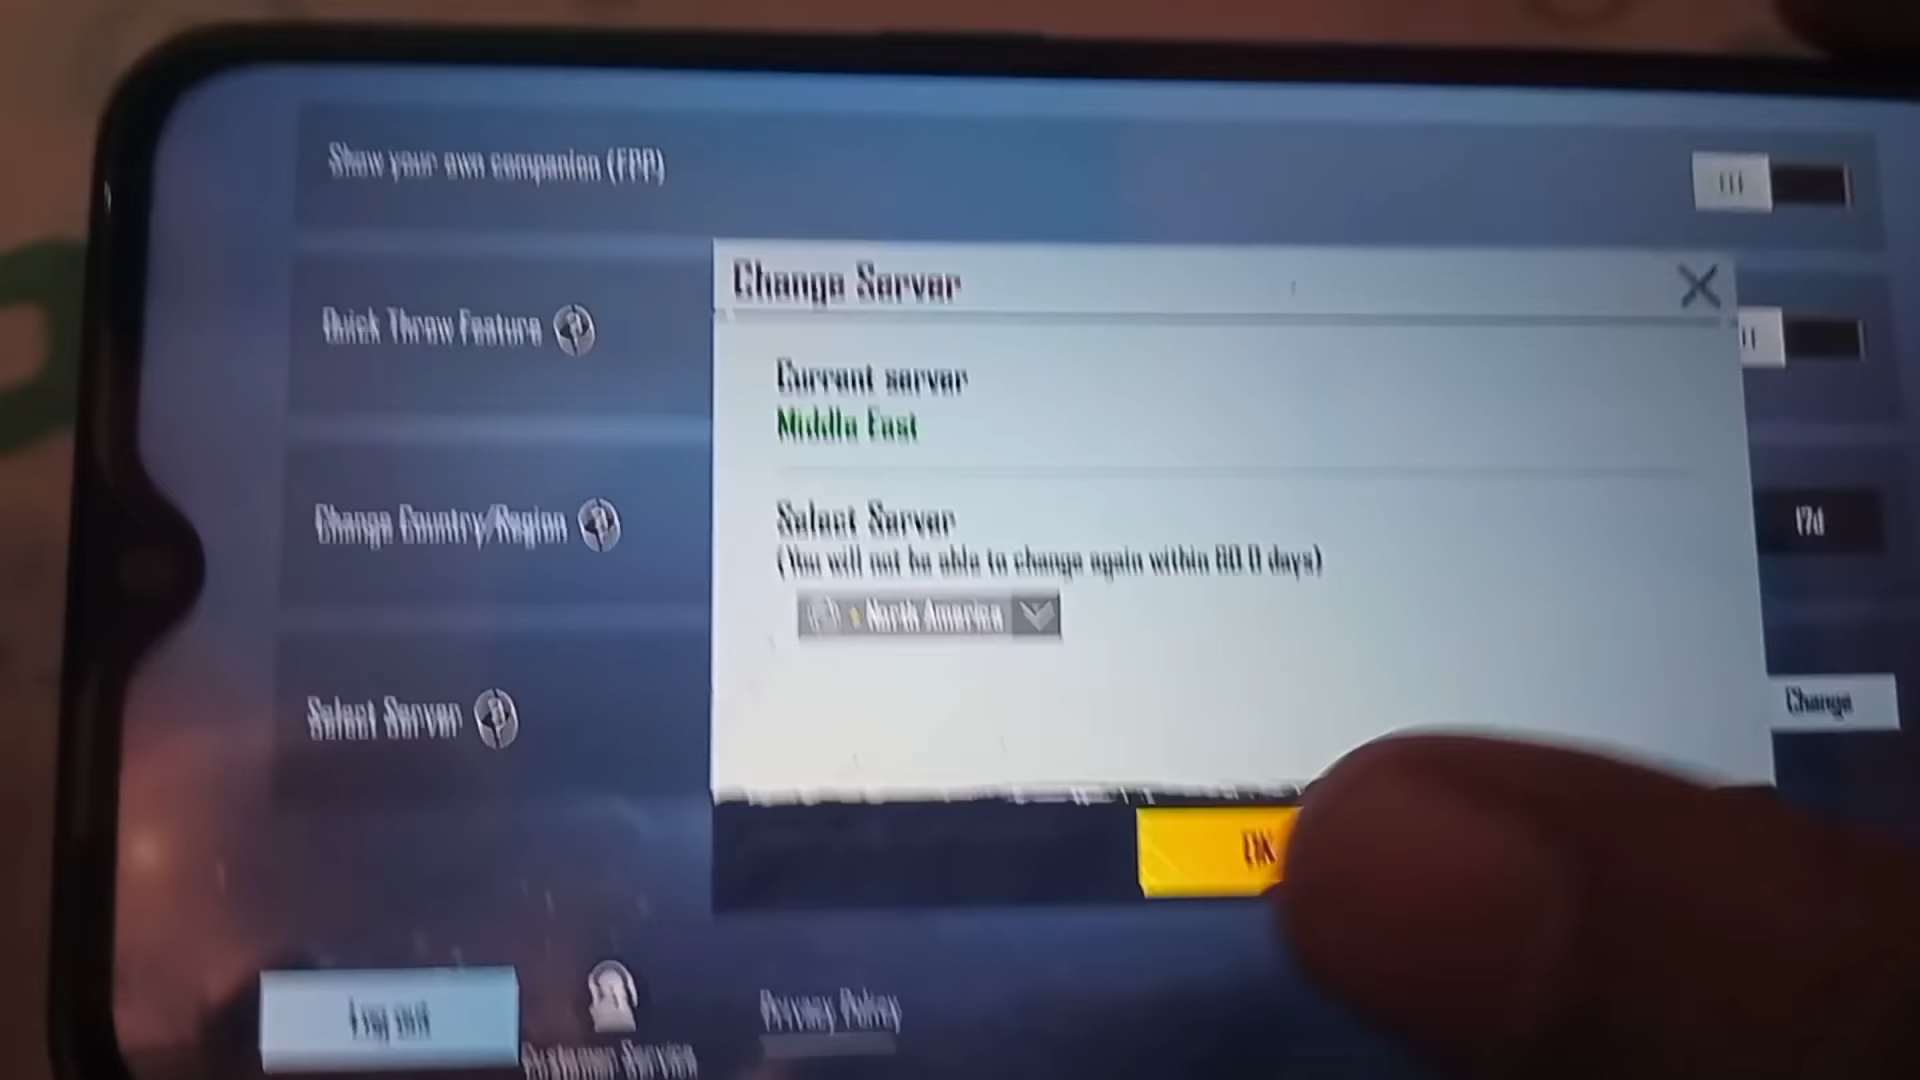 Show your own companion (FPP)
Quick Throw Feature
Change Country/Region
17d
Select Server
Change
Change Server
Current server
Middle East
Select Server
(You will not be able to change again within 60.0 days)
North America
OK
Log out
Customer Service
Privacy Policy